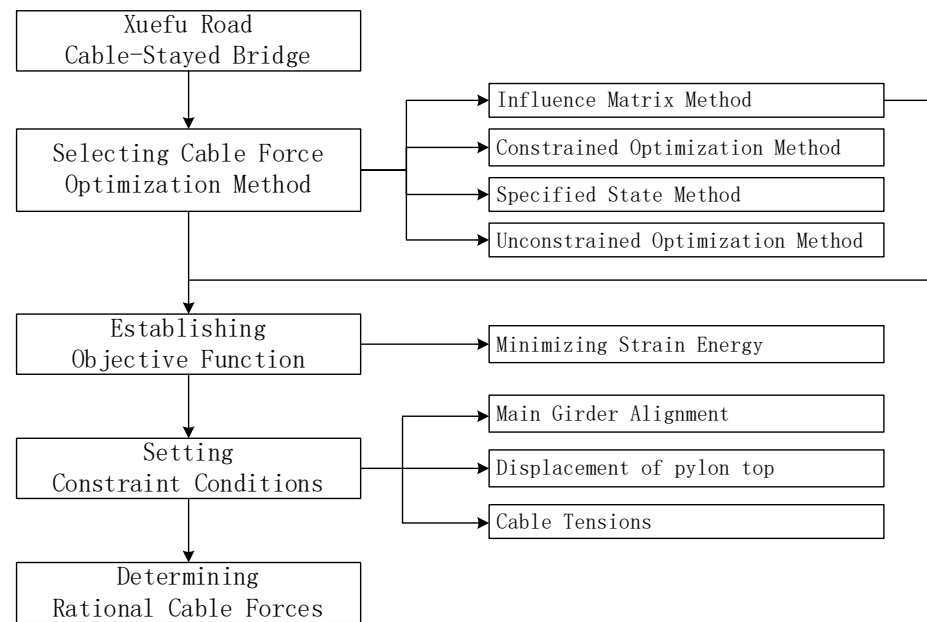 Xuefu Road
Cable-Stayed Bridge
Selecting Cable Force
Optimization Method
Influence Matrix Method
Constrained Optimization Method
Specified State Method
Unconstrained Optimization Method
Establishing
Objective Function
Minimizing Strain Energy
Setting
Constraint Conditions
Main Girder Alignment
Displacement of pylon top
Cable Tensions
Determining
Rational Cable Forces